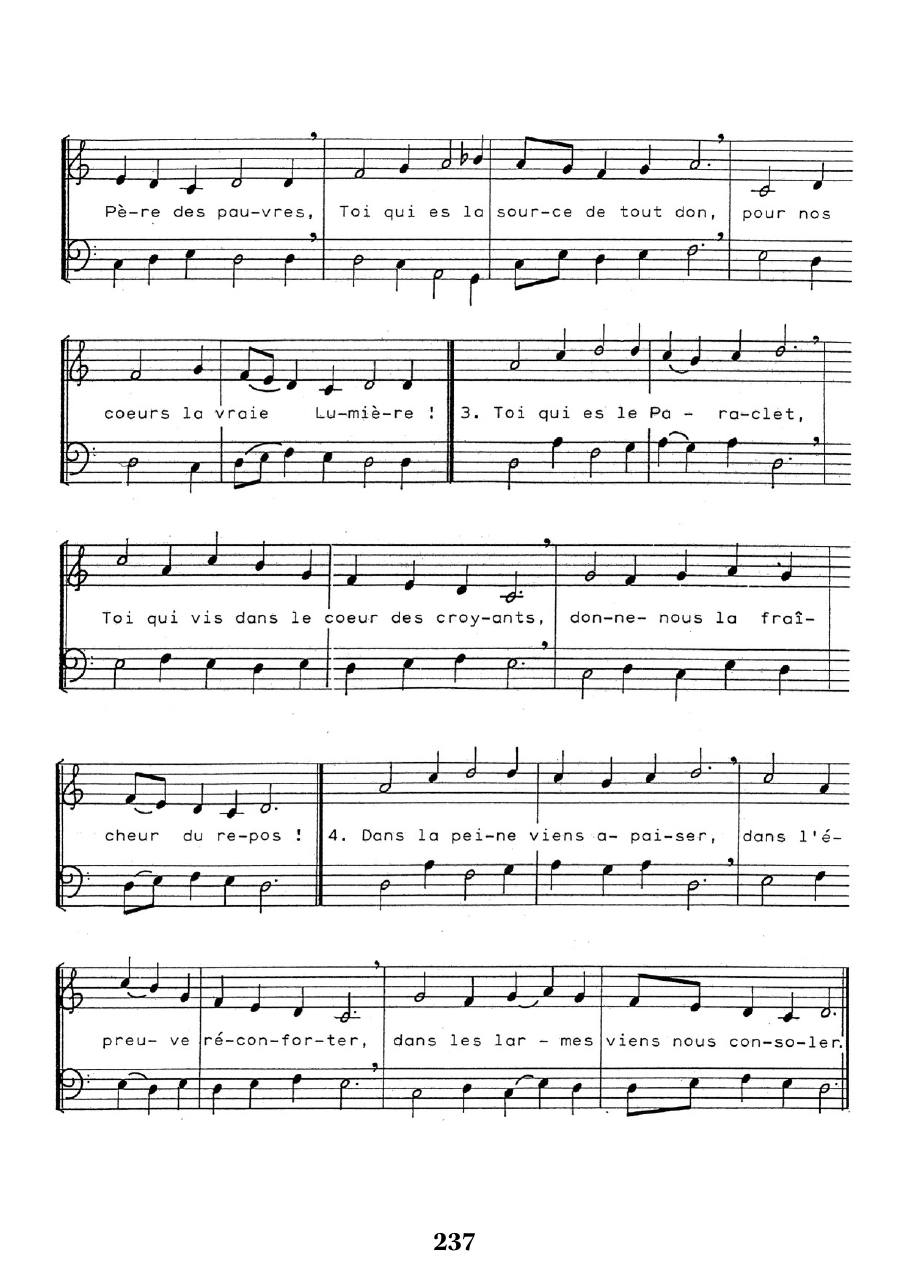 Pè-re des pau-vres, Toi qui es la sour-ce de tout don, pour nos
coeurs la vraie Lu-miè-re ! 3. Toi qui es le Pa - ra-clet,
Toi qui vis dans le coeur des croy-ants, don-ne- nous la fraî-
cheur du re-pos ! 4. Dans la pei-ne viens a- pai-ser, dans l'é-
preu- ve ré-con-for-ter, dans les lar - mes viens nous con-so-ler.
237